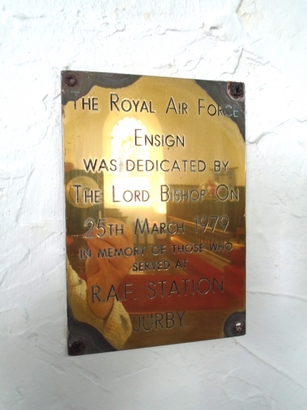 THE ROYAL AIR FORCE
ENSIGN
WAS DEDICATED BY
THE LORD BISHOP ON
25TH MARCH 1979
IN MEMORY OF THOSE WHO
SERVED AT
R.A.F. STATION
JURBY.